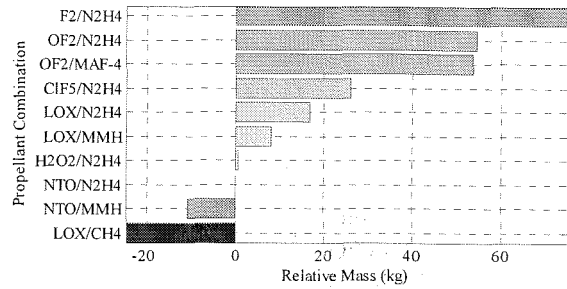 Propellant Combination
F2/N2H4
OF2/N2H4
OF2/MAF-4
ClF5/N2H4
LOX/N2H4
LOX/MMH
H2O2/N2H4
NTO/N2H4
NTO/MMH
LOX/CH4
-20 0 20 40 60
Relative Mass (kg)